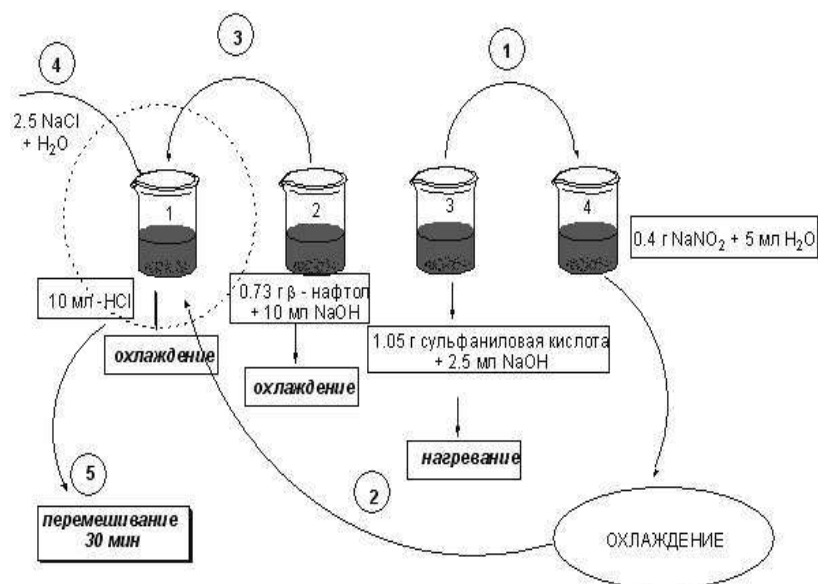 3
1
4
2.5 NaCl
+ H₂O
1
2
3
4
0.4 г NaNO₂ + 5 мл H₂O
10 мл -HCl
0.73 г β - нафтол
+ 10 мл NaOH
1.05 г сульфаниловая кислота
+ 2.5 мл NaOH
охлаждение
охлаждение
нагревание
5
2
перемешивание
30 мин
ОХЛАЖДЕНИЕ